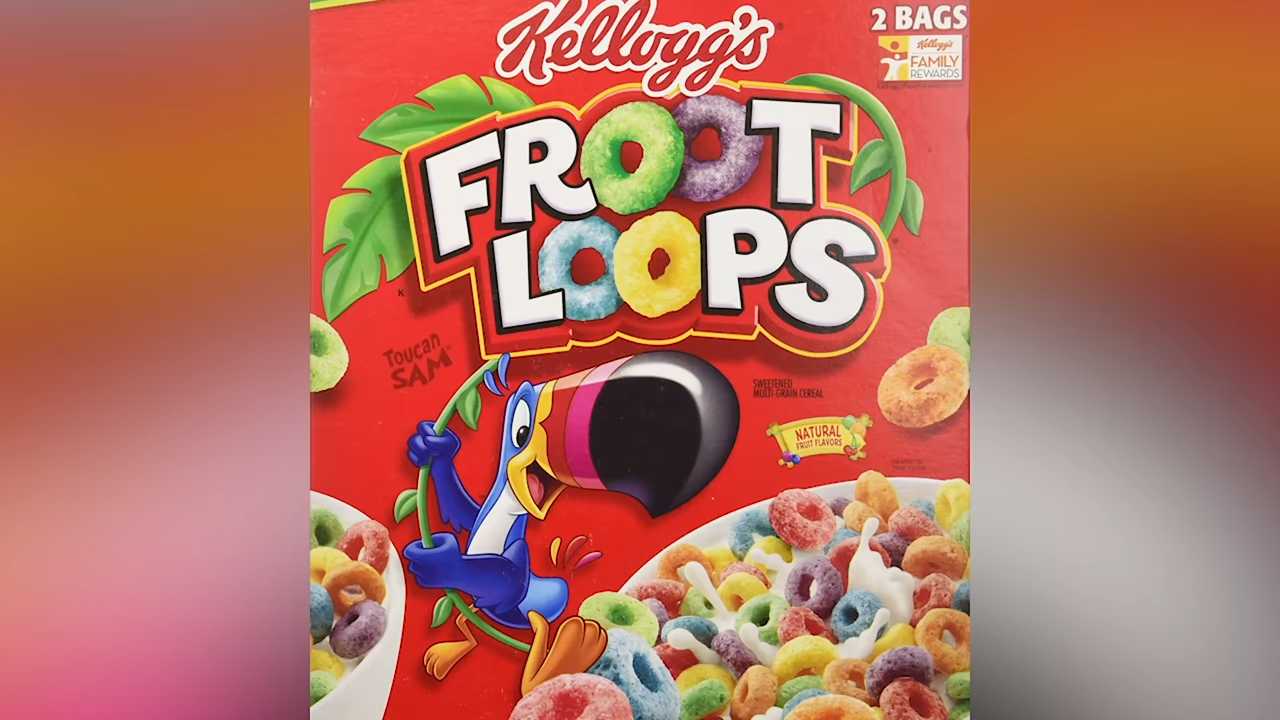 Kellogg's
2 BAGS
Kellogg's
FAMILY
REWARDS
FROOT
LOOPS
K
Toucan
SAM
SWEETENED
MULTI-GRAIN CEREAL
NATURAL
FRUIT FLAVORS